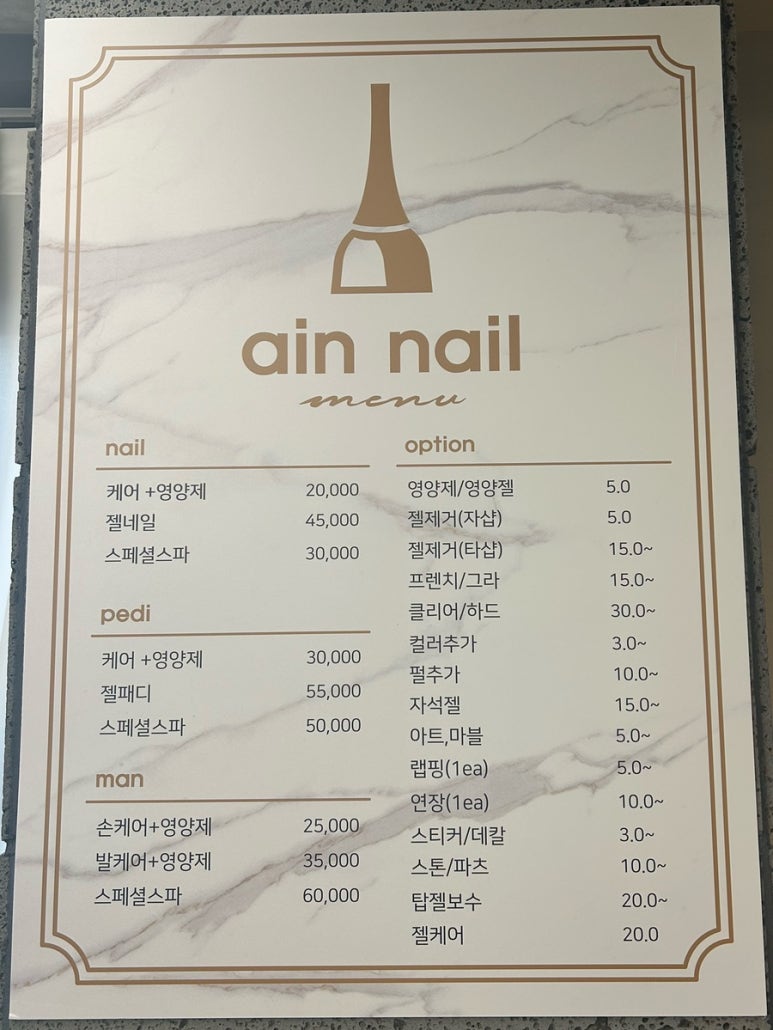 ain nail
menu
nail
케어 +영양제 20,000
젤네일 45,000
스페셜스파 30,000
pedi
케어 +영양제 30,000
젤패디 55,000
스페셜스파 50,000
man
손케어+영양제 25,000
발케어+영양제 35,000
스페셜스파 60,000
option
영양제/영양젤 5.0
젤제거(자샵) 5.0
젤제거(타샵) 15.0~
프렌치/그라 15.0~
클리어/하드 30.0~
컬러추가 3.0~
펄추가 10.0~
자석젤 15.0~
아트,마블 5.0~
랩핑(1ea) 5.0~
연장(1ea) 10.0~
스티커/데칼 3.0~
스톤/파츠 10.0~
탑젤보수 20.0~
젤케어 20.0